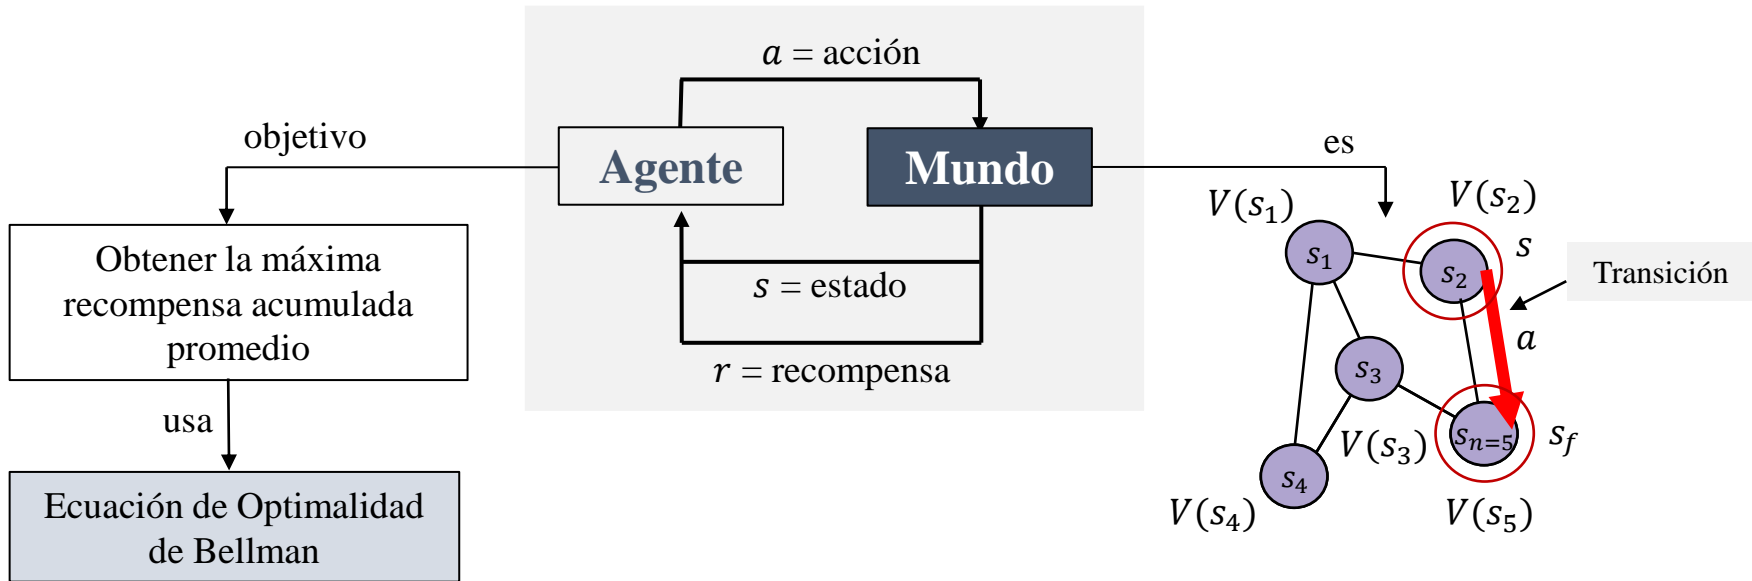 a = acción
objetivo
Agente
Mundo
es
Obtener la máxima
recompensa acumulada
promedio
s = estado
r = recompensa
usa
Ecuación de Optimalidad
de Bellman
V(s₁)
V(s₂)
s₁
s₂
s
Transición
a
s₃
V(s₃)
sₙ₌₅
s_f
s₄
V(s₄)
V(s₅)